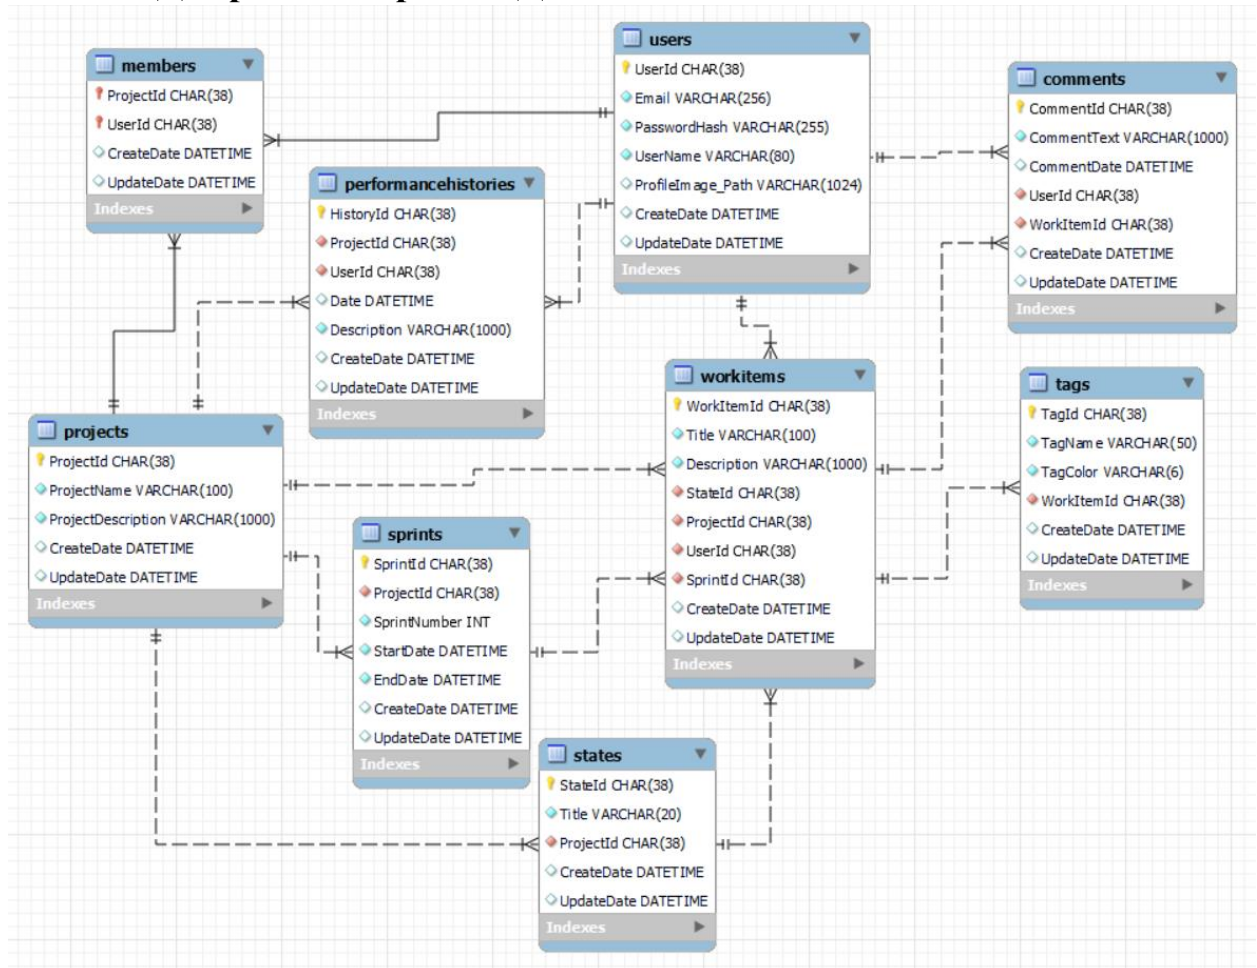 members
ProjectId CHAR(38)
UserId CHAR(38)
CreateDate DATETIME
UpdateDate DATETIME
Indexes
users
UserId CHAR(38)
Email VARCHAR(256)
PasswordHash VARCHAR(255)
UserName VARCHAR(80)
ProfileImage_Path VARCHAR(1024)
CreateDate DATETIME
UpdateDate DATETIME
Indexes
comments
CommentId CHAR(38)
CommentText VARCHAR(1000)
CommentDate DATETIME
UserId CHAR(38)
WorkItemId CHAR(38)
CreateDate DATETIME
UpdateDate DATETIME
Indexes
performancehistories
HistoryId CHAR(38)
ProjectId CHAR(38)
UserId CHAR(38)
Date DATETIME
Description VARCHAR(1000)
CreateDate DATETIME
UpdateDate DATETIME
Indexes
workitems
WorkItemId CHAR(38)
Title VARCHAR(100)
Description VARCHAR(1000)
StateId CHAR(38)
ProjectId CHAR(38)
UserId CHAR(38)
SprintId CHAR(38)
CreateDate DATETIME
UpdateDate DATETIME
Indexes
tags
TagId CHAR(38)
TagName VARCHAR(50)
TagColor VARCHAR(6)
WorkItemId CHAR(38)
CreateDate DATETIME
UpdateDate DATETIME
Indexes
projects
ProjectId CHAR(38)
ProjectName VARCHAR(100)
ProjectDescription VARCHAR(1000)
CreateDate DATETIME
UpdateDate DATETIME
Indexes
sprints
SprintId CHAR(38)
ProjectId CHAR(38)
SprintNumber INT
StartDate DATETIME
EndDate DATETIME
CreateDate DATETIME
UpdateDate DATETIME
Indexes
states
StateId CHAR(38)
Title VARCHAR(20)
ProjectId CHAR(38)
CreateDate DATETIME
UpdateDate DATETIME
Indexes